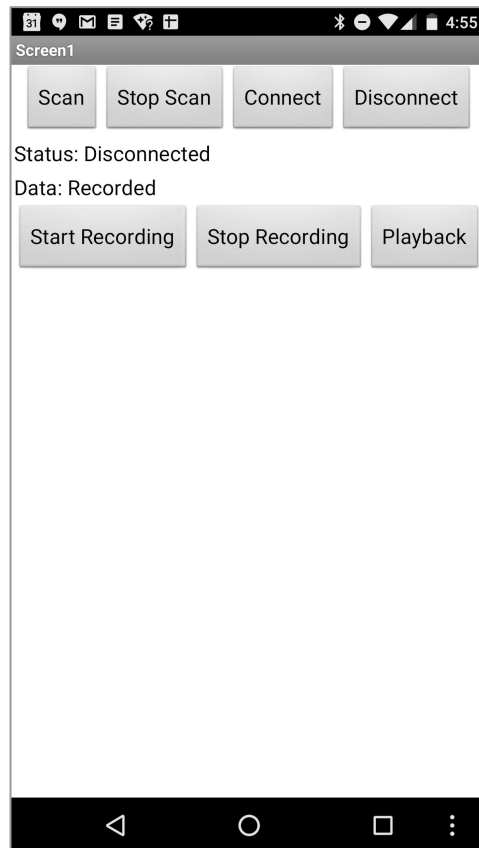 31 4:55
Screen1
Scan Stop Scan Connect Disconnect
Status: Disconnected
Data: Recorded
Start Recording Stop Recording Playback